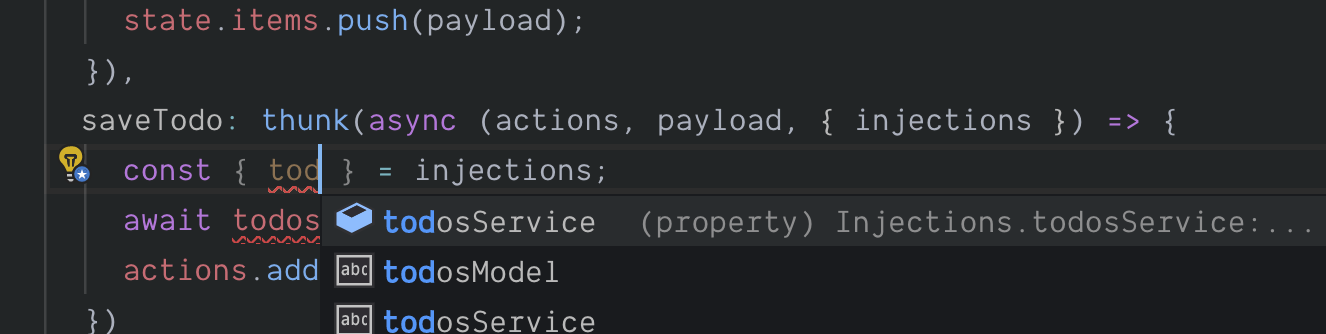 state.items.push(payload);
}),
saveTodo: thunk(async (actions, payload, { injections }) => {
const { tod } = injections;
await todos
todosService (property) Injections.todosService:...
actions.add
abc todosModel
})
abc todosService